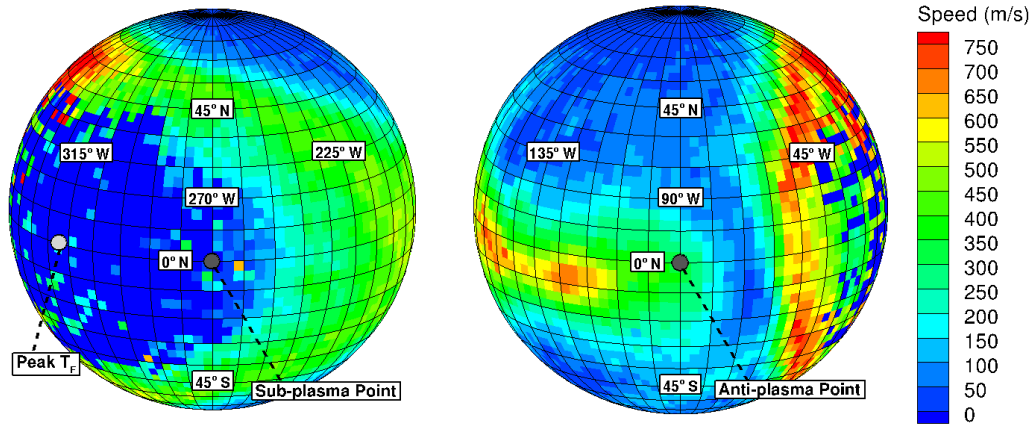 Speed (m/s)
750
700
650
600
550
500
450
400
350
300
250
200
150
100
50
0
45° N
315° W
225° W
270° W
0° N
Peak T_F
45° S
Sub-plasma Point
45° N
135° W
45° W
90° W
0° N
45° S
Anti-plasma Point